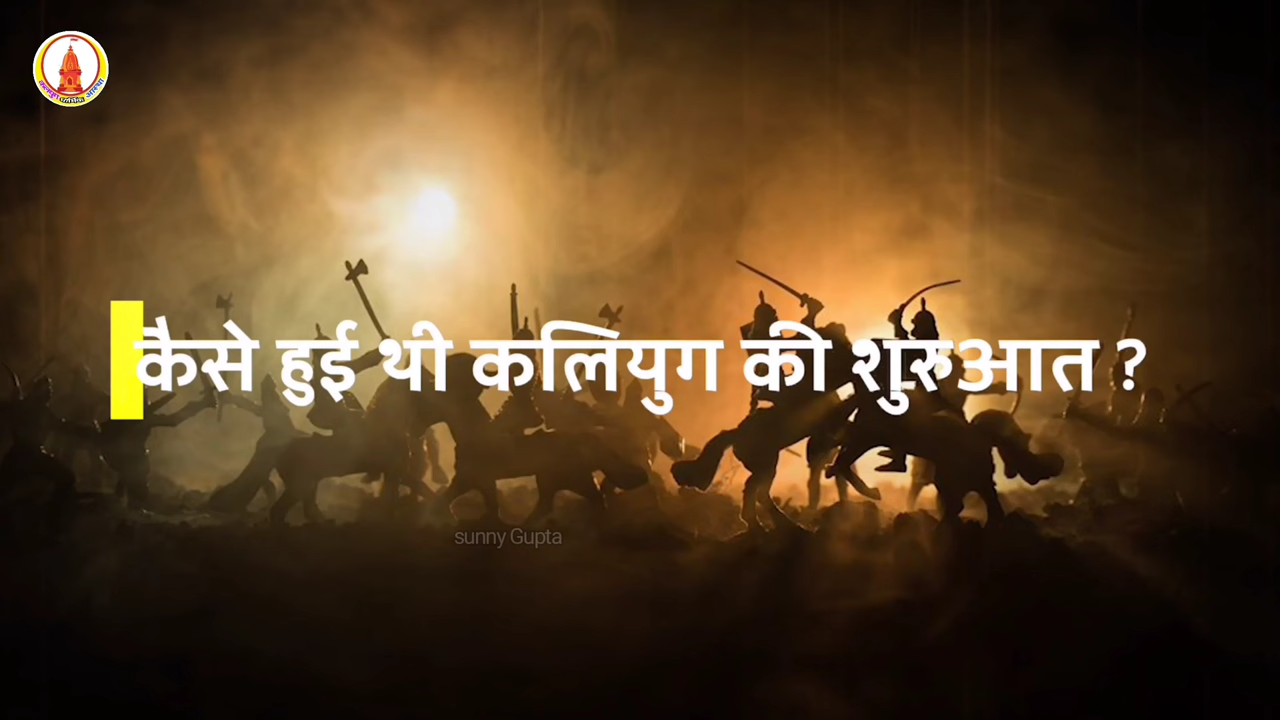 कैसे हुई थी कलियुग की शुरुआत ?
sunny Gupta